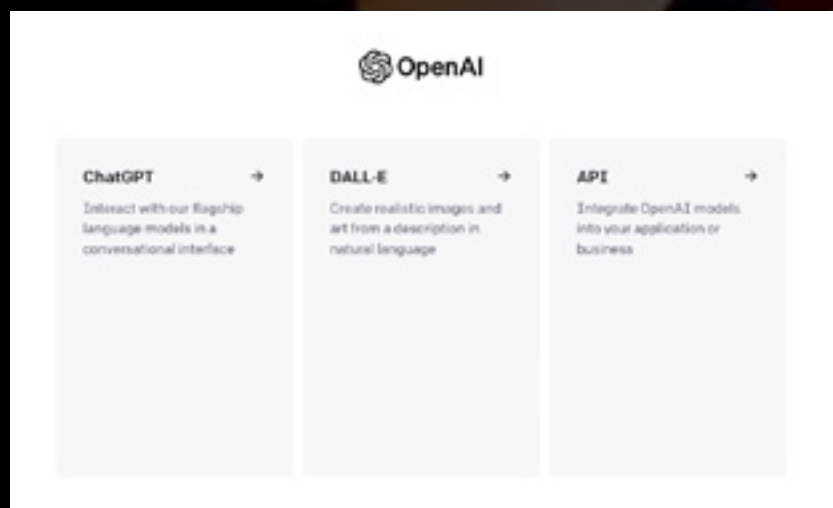 OpenAI
ChatGPT →
Interact with our flagship
language models in a
conversational interface
DALL·E →
Create realistic images and
art from a description in
natural language
API →
Integrate OpenAI models
into your application or
business